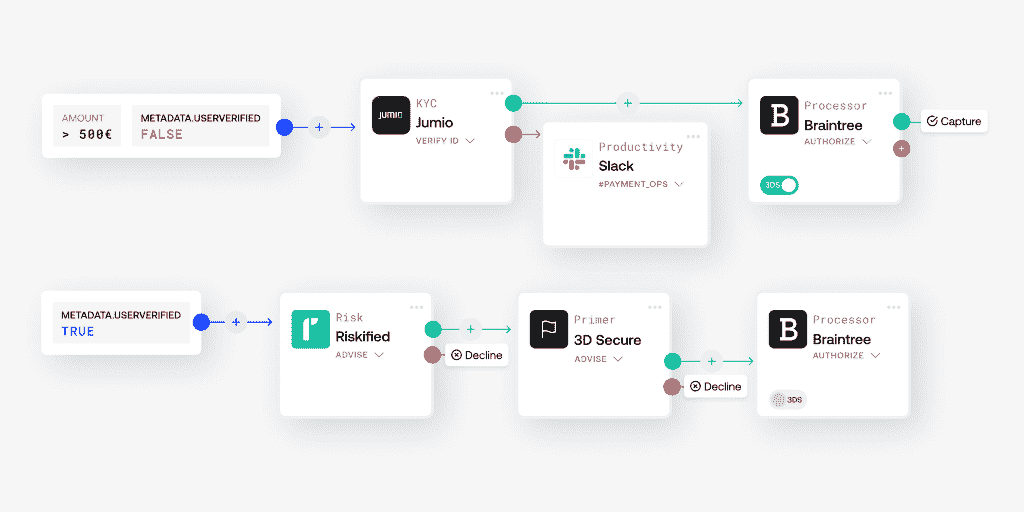 AMOUNT
> 500€
METADATA.USERVERIFIED
FALSE
JUMIO
KYC
Jumio
VERIFY ID
Productivity
Slack
#PAYMENT_OPS
B
Processor
Braintree
AUTHORIZE
3DS
Capture
METADATA.USERVERIFIED
TRUE
r
Risk
Riskified
ADVISE
Decline
Primer
3D Secure
ADVISE
Decline
B
Processor
Braintree
AUTHORIZE
3DS